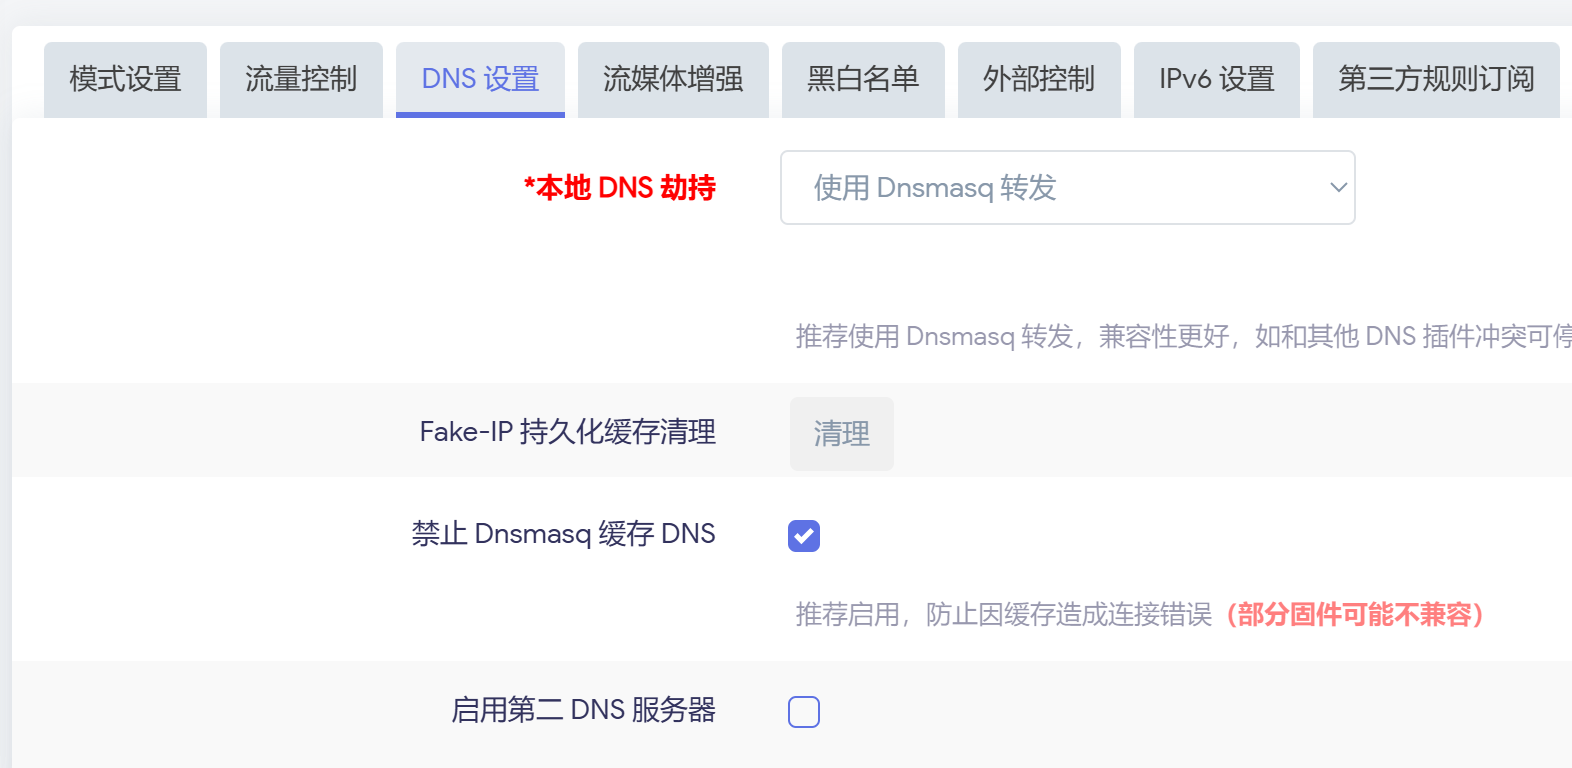 模式设置 流量控制 DNS 设置 流媒体增强 黑白名单 外部控制 IPv6 设置 第三方规则订阅
*本地 DNS 劫持 使用 Dnsmasq 转发
推荐使用 Dnsmasq 转发，兼容性更好，如和其他 DNS 插件冲突可停
Fake-IP 持久化缓存清理 清理
禁止 Dnsmasq 缓存 DNS
推荐启用，防止因缓存造成连接错误（部分固件可能不兼容）
启用第二 DNS 服务器